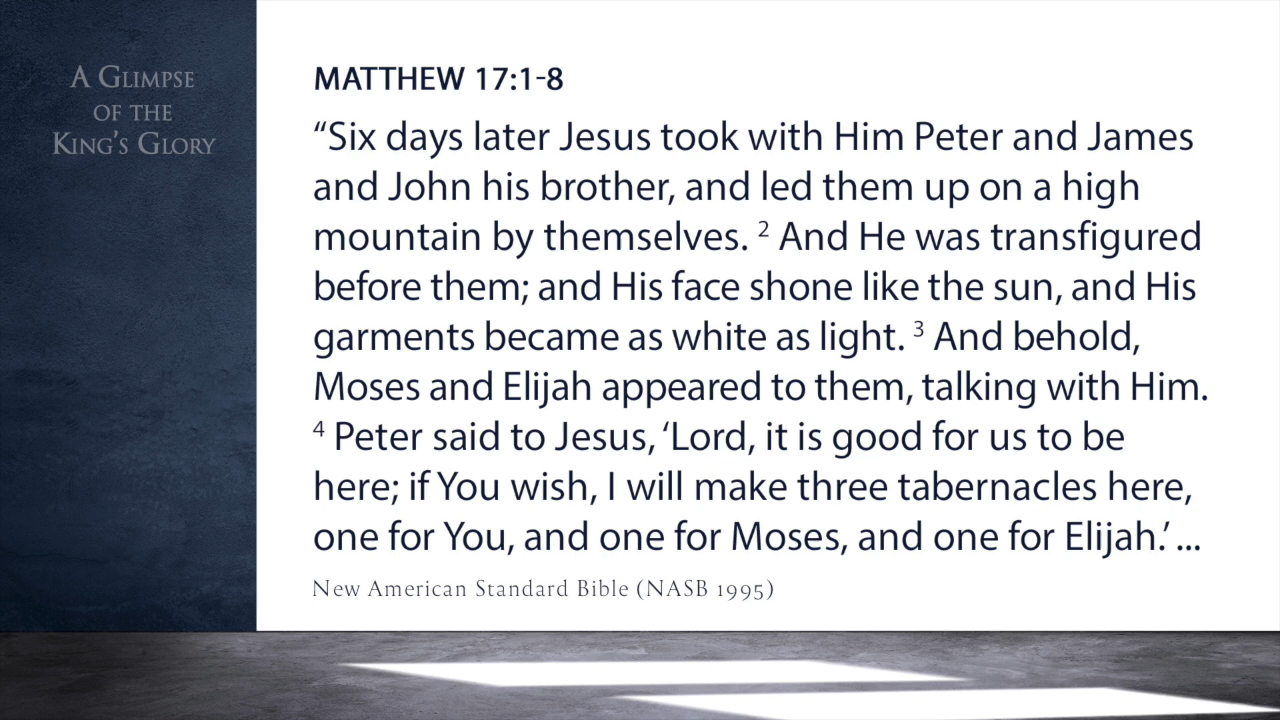 A Glimpse
of the
King’s Glory
MATTHEW 17:1-8
“Six days later Jesus took with Him Peter and James
and John his brother, and led them up on a high
mountain by themselves. ² And He was transfigured
before them; and His face shone like the sun, and His
garments became as white as light. ³ And behold,
Moses and Elijah appeared to them, talking with Him.
⁴ Peter said to Jesus, ‘Lord, it is good for us to be
here; if You wish, I will make three tabernacles here,
one for You, and one for Moses, and one for Elijah.’ ...
New American Standard Bible (NASB 1995)